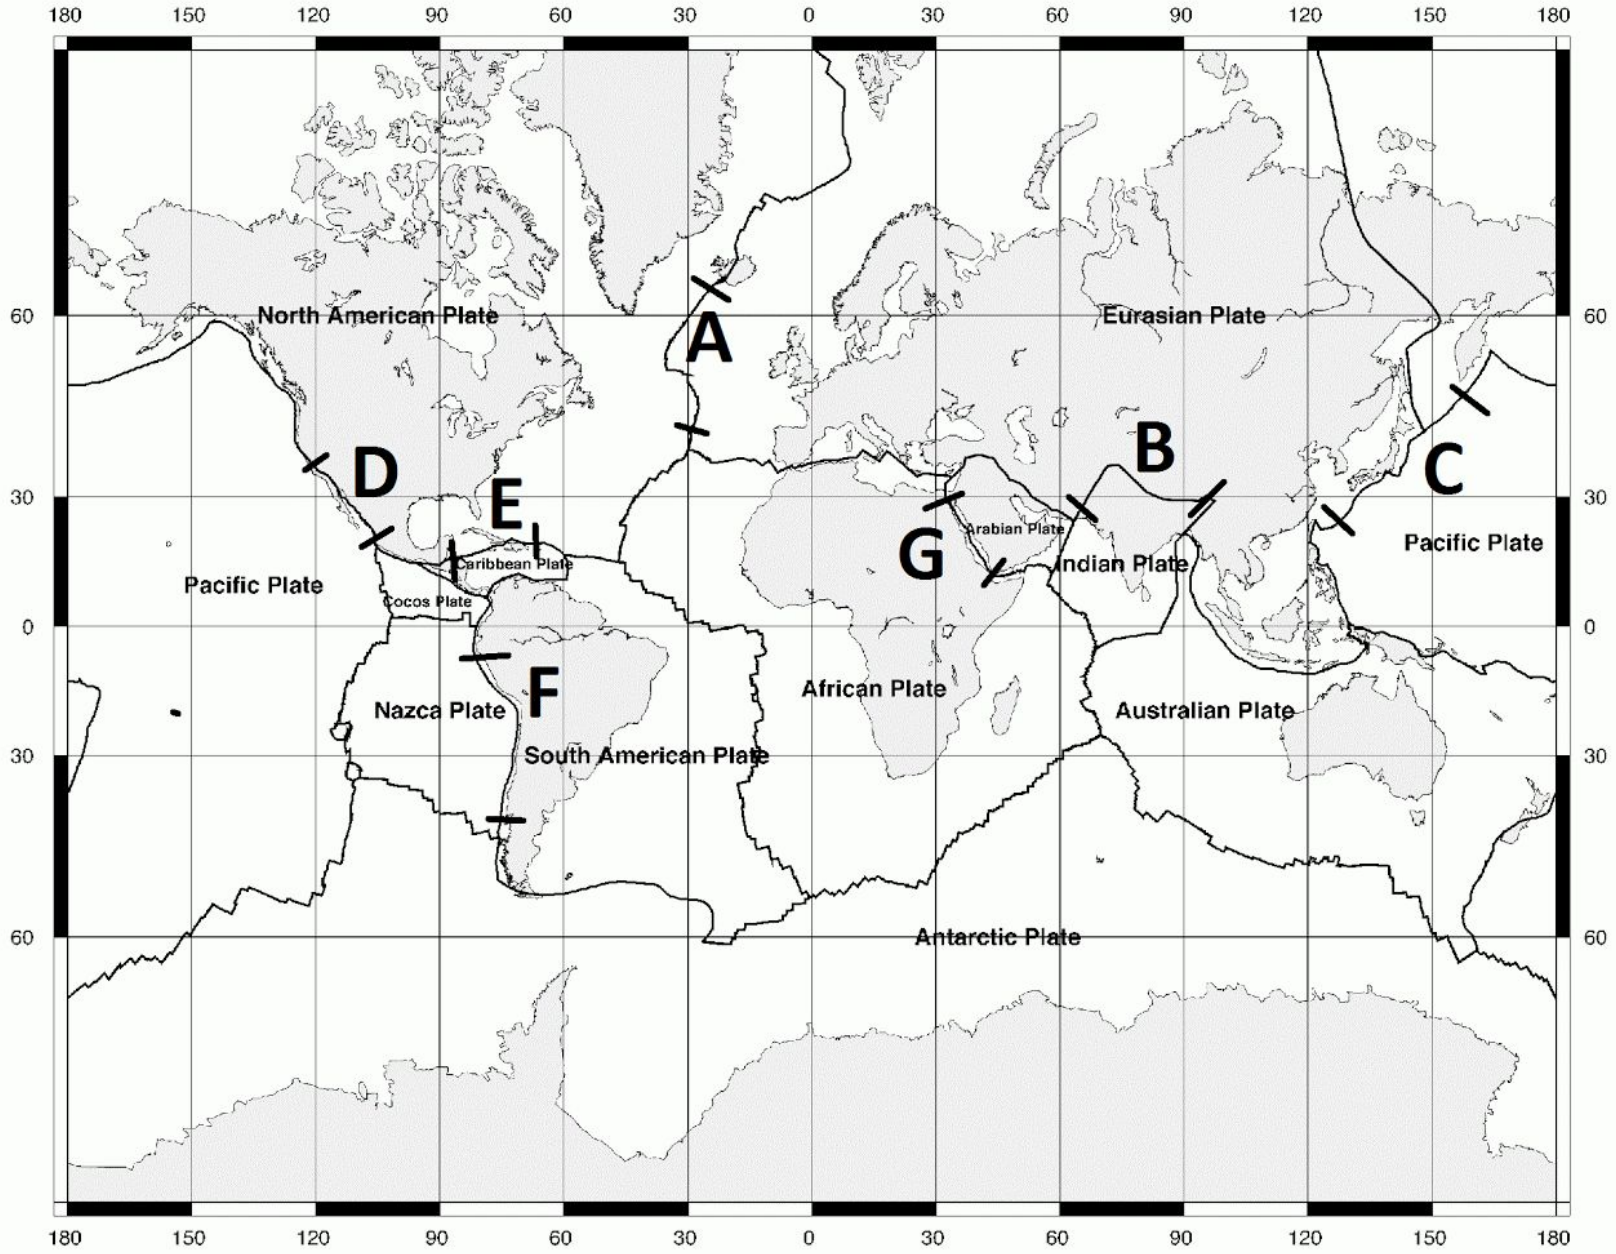 180 150 120 90 60 30 0 30 60 90 120 150 180
60 North American Plate A Eurasian Plate 60
D E B C
30 30
G Arabian Plate
Caribbean Plate Indian Plate Pacific Plate
Pacific Plate Cocos Plate
0 0
F African Plate
Nazca Plate Australian Plate
30 South American Plate 30
60 Antarctic Plate 60
180 150 120 90 60 30 0 30 60 90 120 150 180